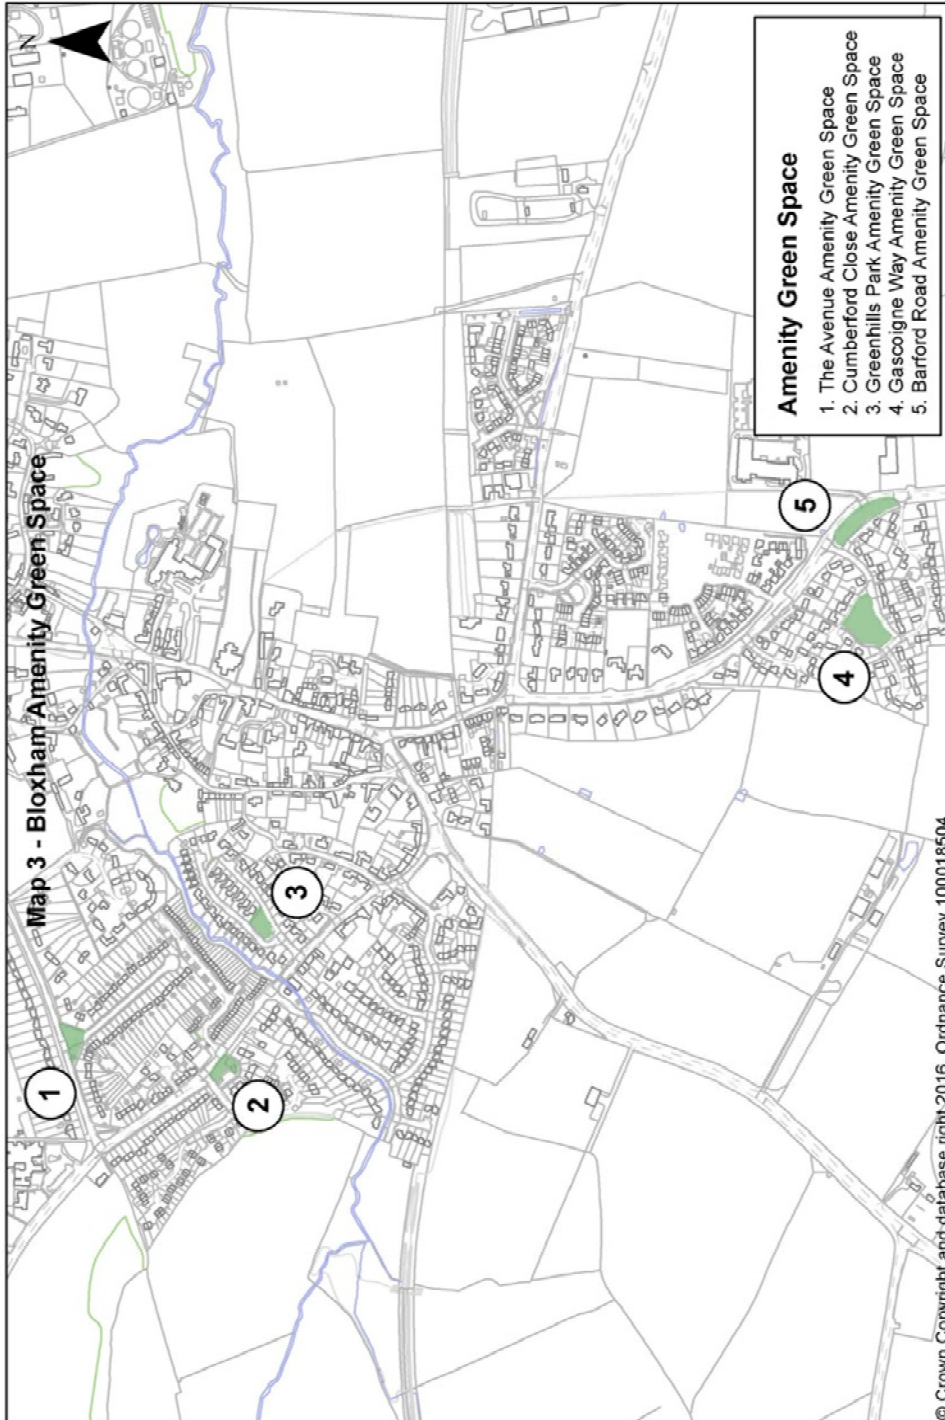 Map 3 - Bloxham Amenity Green Space
N
1
2
3
4
5
Amenity Green Space
1. The Avenue Amenity Green Space
2. Cumberford Close Amenity Green Space
3. Greenhills Park Amenity Green Space
4. Gascoigne Way Amenity Green Space
5. Barford Road Amenity Green Space
© Crown Copyright and database right 2016. Ordnance Survey 100018504